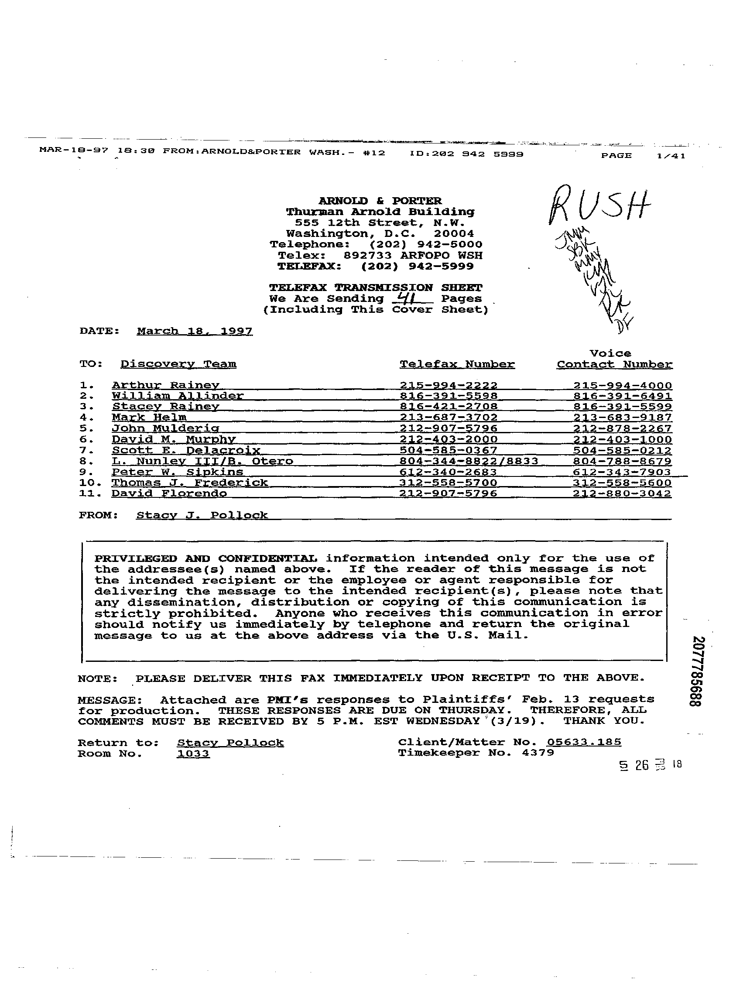 MAR-18-97 18:30 FROM:ARNOLD&PORTER WASH.- #12 ID:202 942 5999 PAGE 1/41
RUSH
ARNOLD & PORTER
Thurman Arnold Building
555 12th Street, N.W.
Washington, D.C. 20004
Telephone: (202) 942-5000
Telex: 892733 ARFOPO WSH
TELEFAX: (202) 942-5999
JMM
SBK
MMY
TELEFAX TRANSMISSION SHEET
We Are Sending 41 Pages
(Including This Cover Sheet)
DF
DATE: March 18, 1997
Voice
TO: Discovery Team Telefax Number Contact Number
1. Arthur Rainey 215-994-2222 215-994-4000
2. William Allinder 816-391-5598 816-391-6491
3. Stacey Rainey 816-421-2708 816-391-5599
4. Mark Helm 213-687-3702 213-683-9187
5. John Mulderig 212-907-5796 212-878-2267
6. David M. Murphy 212-403-2000 212-403-1000
7. Scott E. Delacroix 504-585-0367 504-585-0212
8. L. Nunley III/B. Otero 804-344-8822/8833 804-788-8679
9. Peter W. Sipkins 612-340-2683 612-343-7903
10. Thomas J. Frederick 312-558-5700 312-558-5600
11. David Florendo 212-907-5796 212-880-3042
FROM: Stacy J. Pollock
PRIVILEGED AND CONFIDENTIAL information intended only for the use of
the addressee(s) named above. If the reader of this message is not
the intended recipient or the employee or agent responsible for
delivering the message to the intended recipient(s), please note that
any dissemination, distribution or copying of this communication is
strictly prohibited. Anyone who receives this communication in error
should notify us immediately by telephone and return the original
message to us at the above address via the U.S. Mail.
NOTE: PLEASE DELIVER THIS FAX IMMEDIATELY UPON RECEIPT TO THE ABOVE.
MESSAGE: Attached are PMI's responses to Plaintiffs' Feb. 13 requests
for production. THESE RESPONSES ARE DUE ON THURSDAY. THEREFORE, ALL
COMMENTS MUST BE RECEIVED BY 5 P.M. EST WEDNESDAY (3/19). THANK YOU.
Return to: Stacy Pollock Client/Matter No. 05633.185
Room No. 1033 Timekeeper No. 4379
2077785688